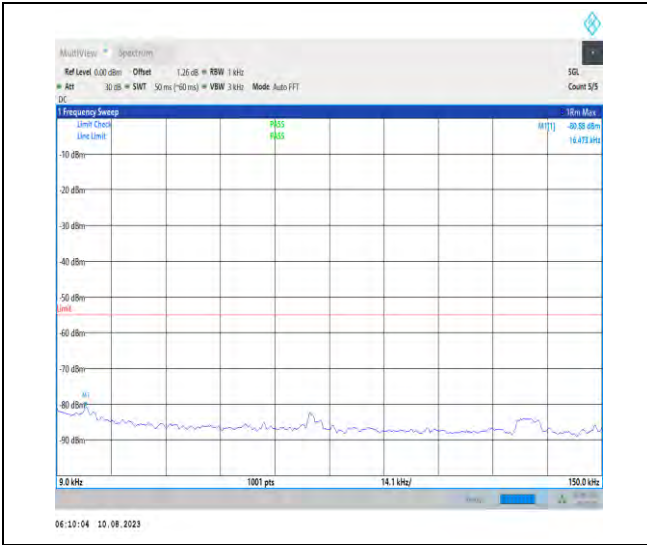 MultiView Spectrum
Ref Level 0.00 dBm Offset 1.26 dB RBW 1 kHz SGL
Att 30 dB SWT 50 ms (~60 ms) VBW 3 kHz Mode Auto FFT Count 5/5
DC
1 Frequency Sweep 1Rm Max
Limit Check PASS M1[1] -80.88 dBm
Line Limit PASS 16.473 kHz
-10 dBm
-20 dBm
-30 dBm
-40 dBm
-50 dBm
Limit
-60 dBm
-70 dBm
M1
-80 dBm
-90 dBm
9.0 kHz 1001 pts 14.1 kHz/ 150.0 kHz
06:10:04 10.08.2023